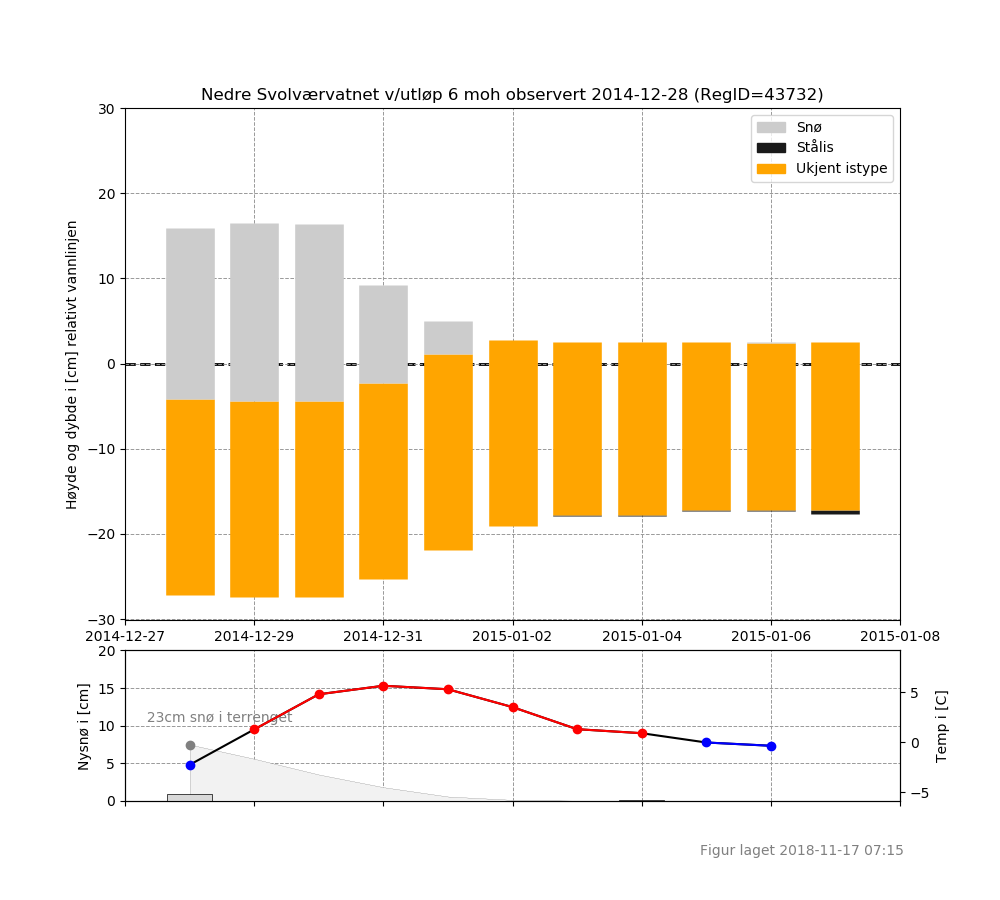 Nedre Svolværvatnet v/utløp 6 moh observert 2014-12-28 (RegID=43732)
Snø
Stålis
Ukjent istype
Høyde og dybde i [cm] relativt vannlinjen
30
20
10
0
−10
−20
−30
2014-12-27
2014-12-29
2014-12-31
2015-01-02
2015-01-04
2015-01-06
2015-01-08
Nysnø i [cm]
20
15
10
5
0
23cm snø i terrenget
5
0
−5
Temp i [C]
Figur laget 2018-11-17 07:15